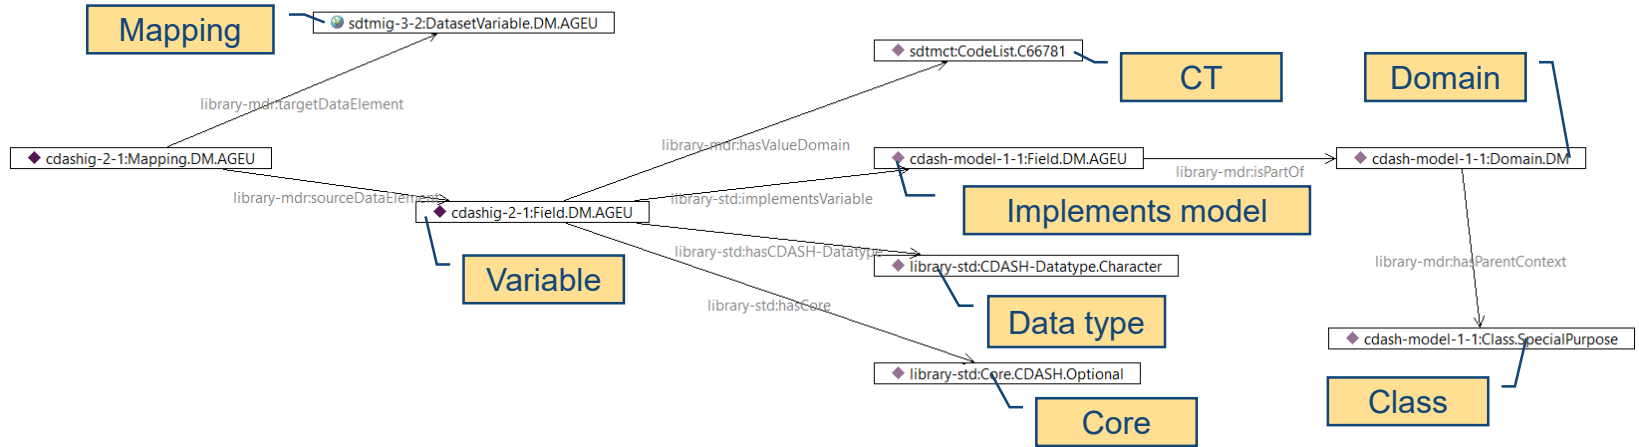 Mapping
sdtmig-3-2:DatasetVariable.DM.AGEU
sdtmct:CodeList.C66781
CT
Domain
library-mdr:targetDataElement
library-mdr:hasValueDomain
cdashig-2-1:Mapping.DM.AGEU
cdash-model-1-1:Field.DM.AGEU
cdash-model-1-1:Domain.DM
library-mdr:isPartOf
library-mdr:sourceDataElement
library-std:implementsVariable
cdashig-2-1:Field.DM.AGEU
Implements model
library-std:hasCDASH-Datatype
library-std:CDASH-Datatype.Character
library-mdr:hasParentContext
Variable
library-std:hasCore
Data type
cdash-model-1-1:Class.SpecialPurpose
library-std:Core.CDASH.Optional
Class
Core